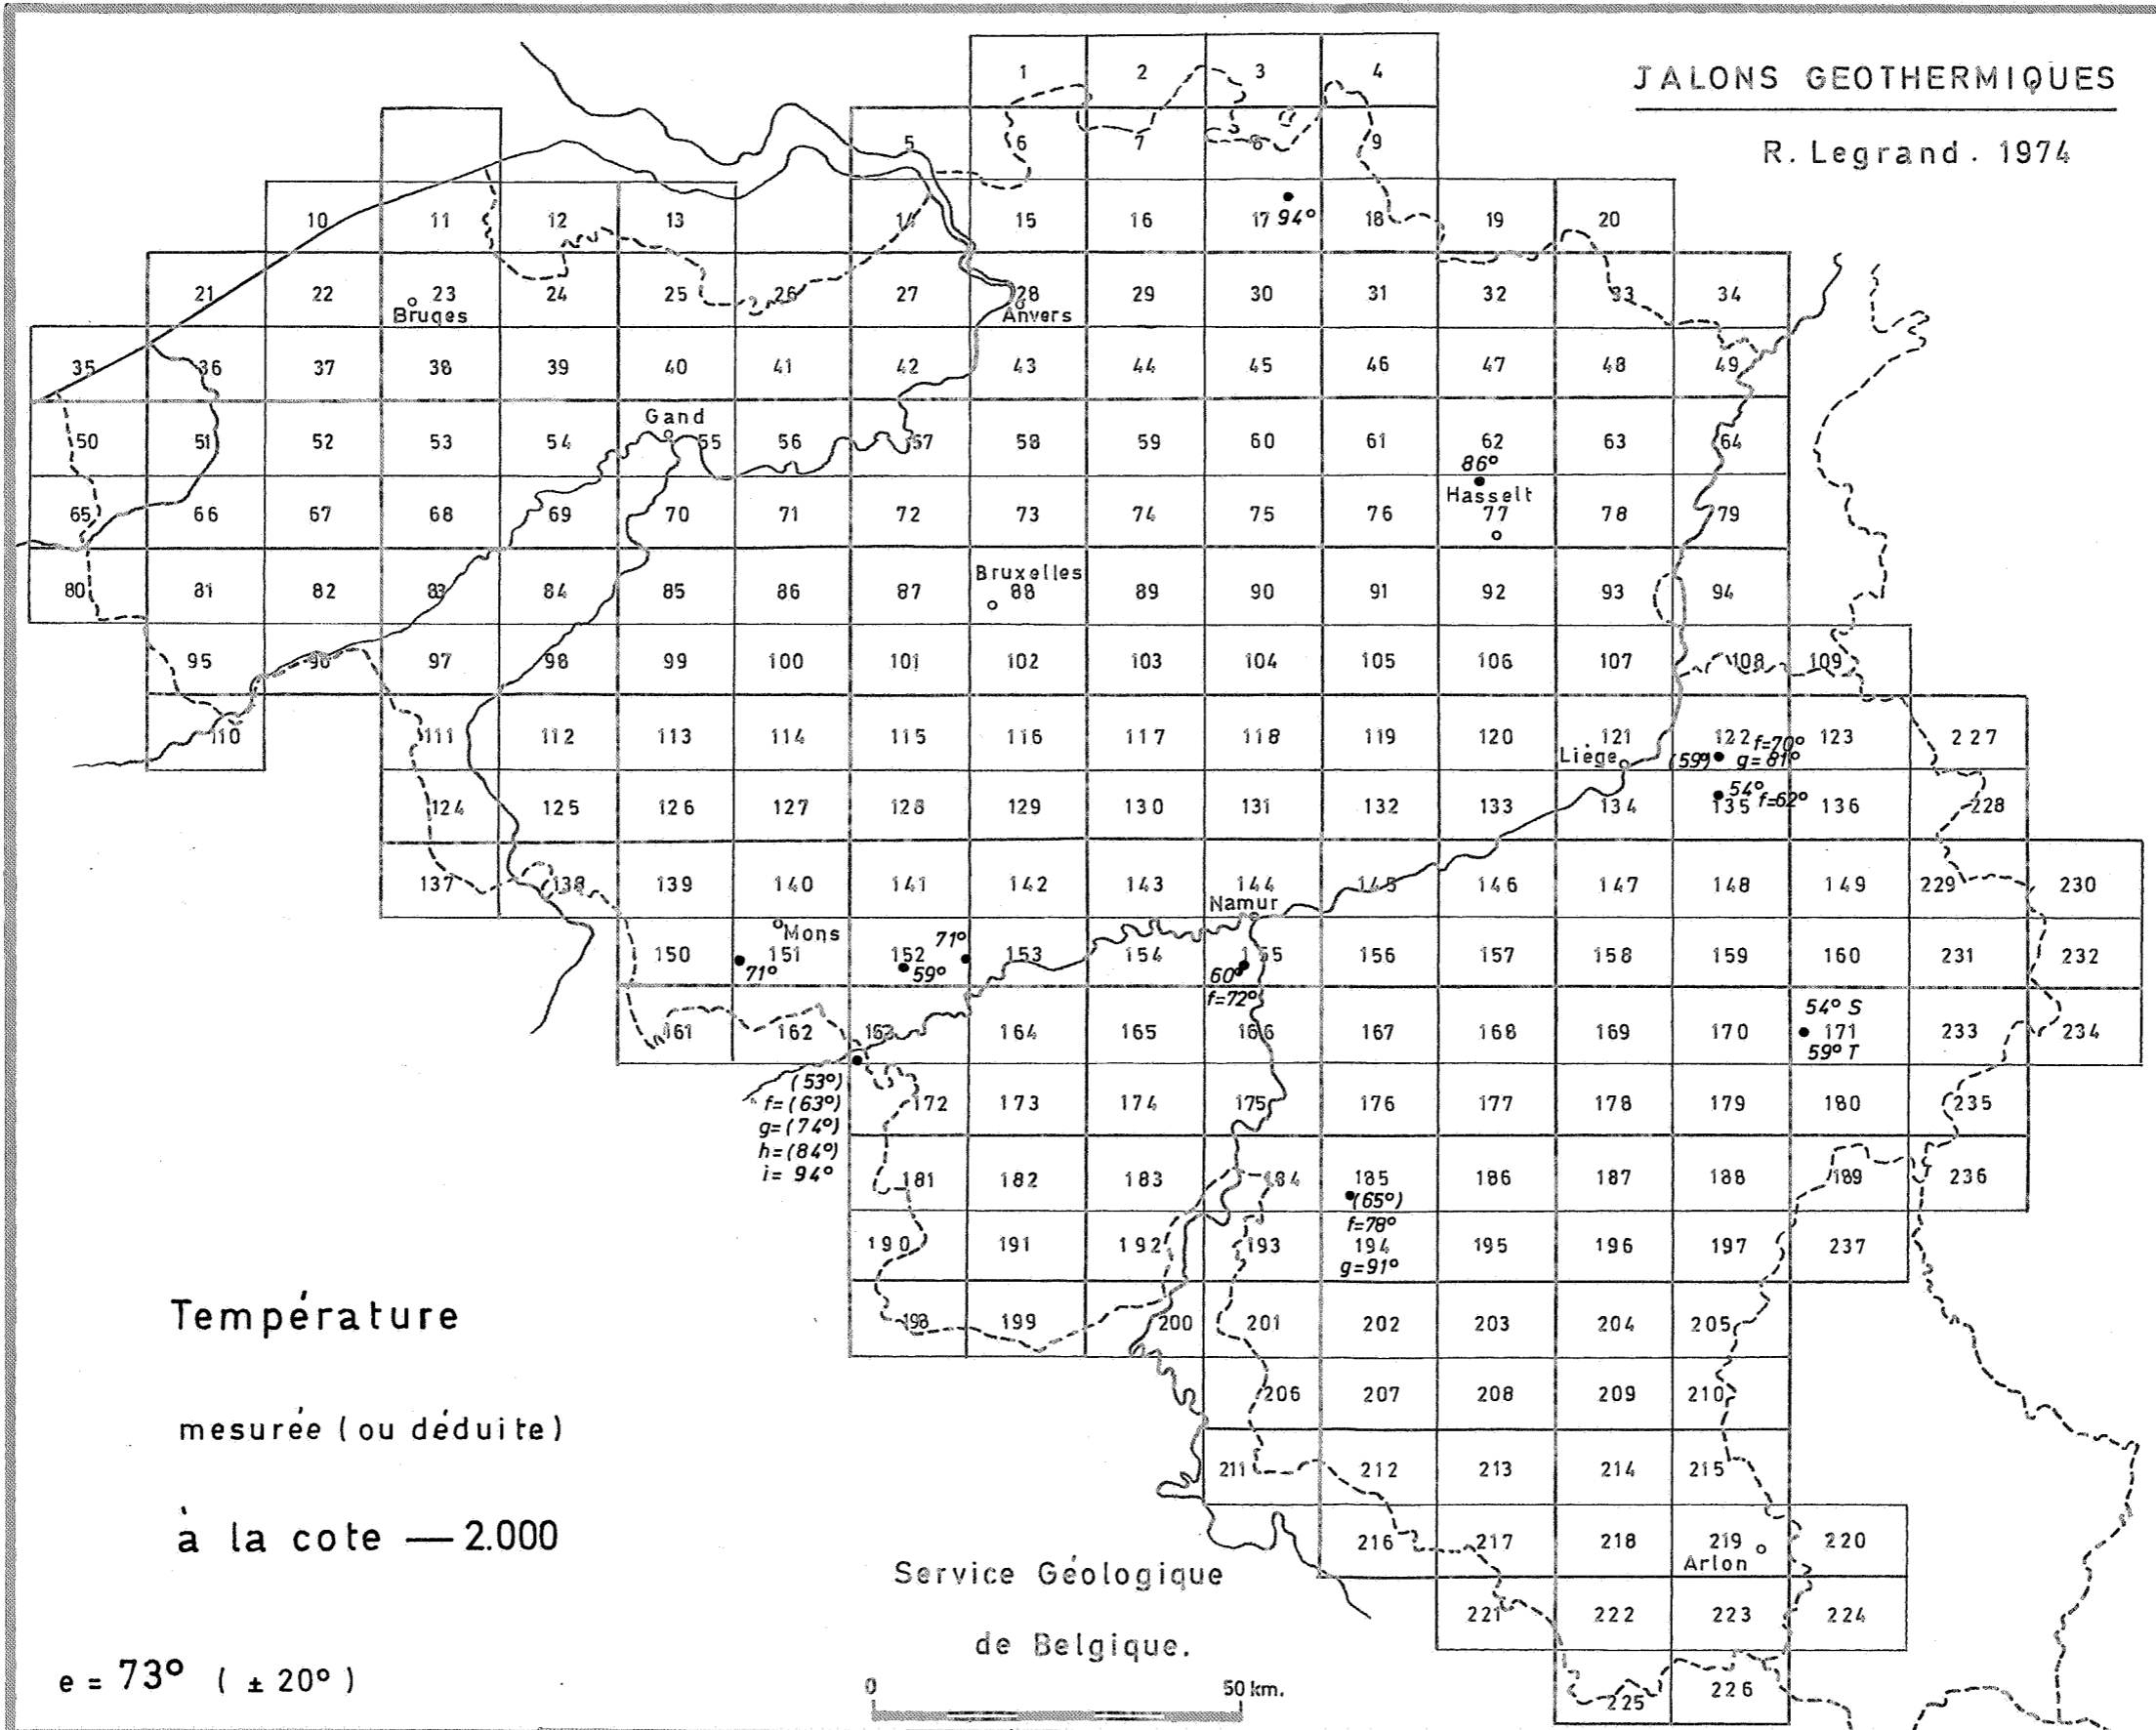 JALONS GEOTHERMIQUES
R. Legrand. 1974
1 2 3 4
5 6 7 8 9
10 11 12 13 14 15 16 17 94° 18 19 20
21 22 23 24 25 26 27 28 29 30 31 32 33 34
Bruges Anvers
35 36 37 38 39 40 41 42 43 44 45 46 47 48 49
Gand
50 51 52 53 54 55 56 57 58 59 60 61 62 63 64
86°
Hasselt
65 66 67 68 69 70 71 72 73 74 75 76 77 78 79
Bruxelles
80 81 82 83 84 85 86 87 88 89 90 91 92 93 94
95 96 97 98 99 100 101 102 103 104 105 106 107 108 109
110 111 112 113 114 115 116 117 118 119 120 121 122 f=70° 123 227
Liège (59°) g=81°
54°
124 125 126 127 128 129 130 131 132 133 134 135 f=62° 136 228
137 138 139 140 141 142 143 144 145 146 147 148 149 229 230
Namur
Mons 71°
150 151 152 153 154 155 156 157 158 159 160 231 232
71° 59° 60°
f=72°
54° S
161 162 163 164 165 166 167 168 169 170 171 233 234
59° T
(53°)
f=(63°) 172 173 174 175 176 177 178 179 180 235
g=(74°)
h=(84°)
i= 94° 181 182 183 184 185 186 187 188 189 236
(65°)
f=78°
190 191 192 193 194 195 196 197 237
g=91°
198 199 200 201 202 203 204 205
206 207 208 209 210
211 212 213 214 215
216 217 218 219 220
Arlon
221 222 223 224
225 226
Température
mesurée (ou déduite)
à la cote — 2.000
e = 73° ( ± 20° )
Service Géologique
de Belgique.
0 50 km.